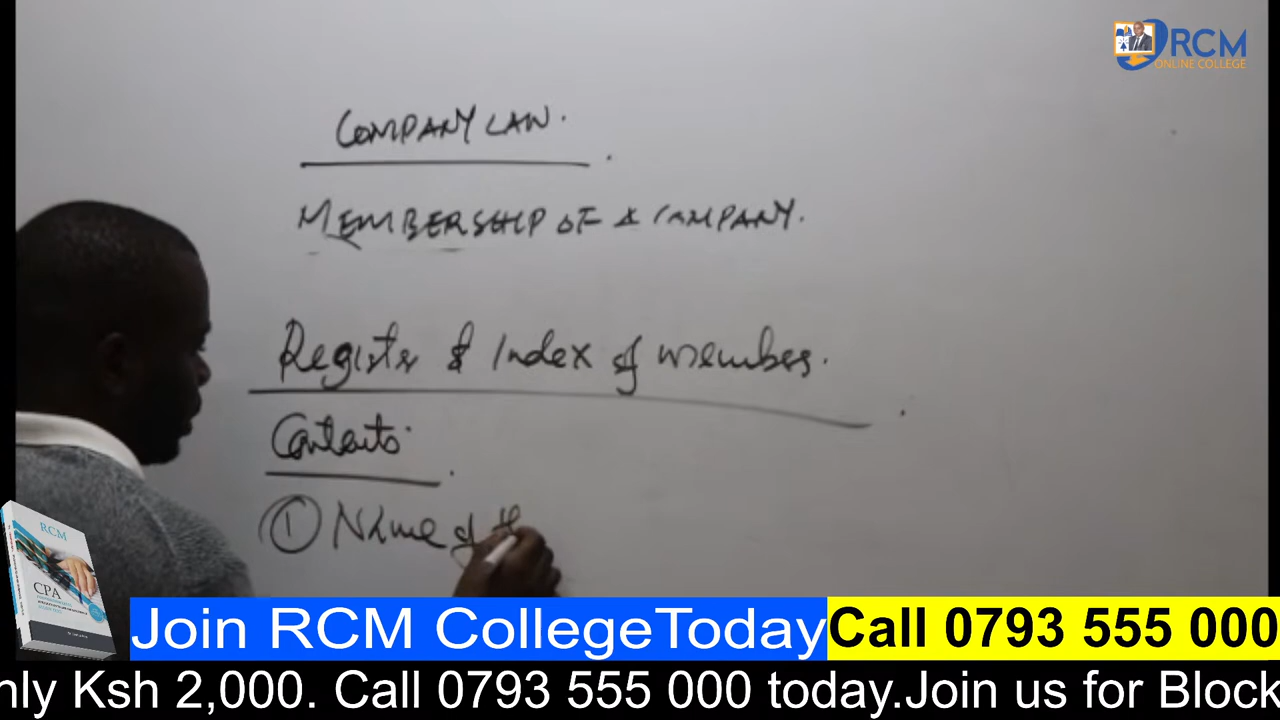 RCM
ONLINE COLLEGE
COMPANY LAW.
MEMBERSHIP OF A COMPANY.
Register & Index of members.
Contents
① Name of th
RCM
CPA
Join RCM CollegeToday
Call 0793 555 000
nly Ksh 2,000. Call 0793 555 000 today.Join us for Block